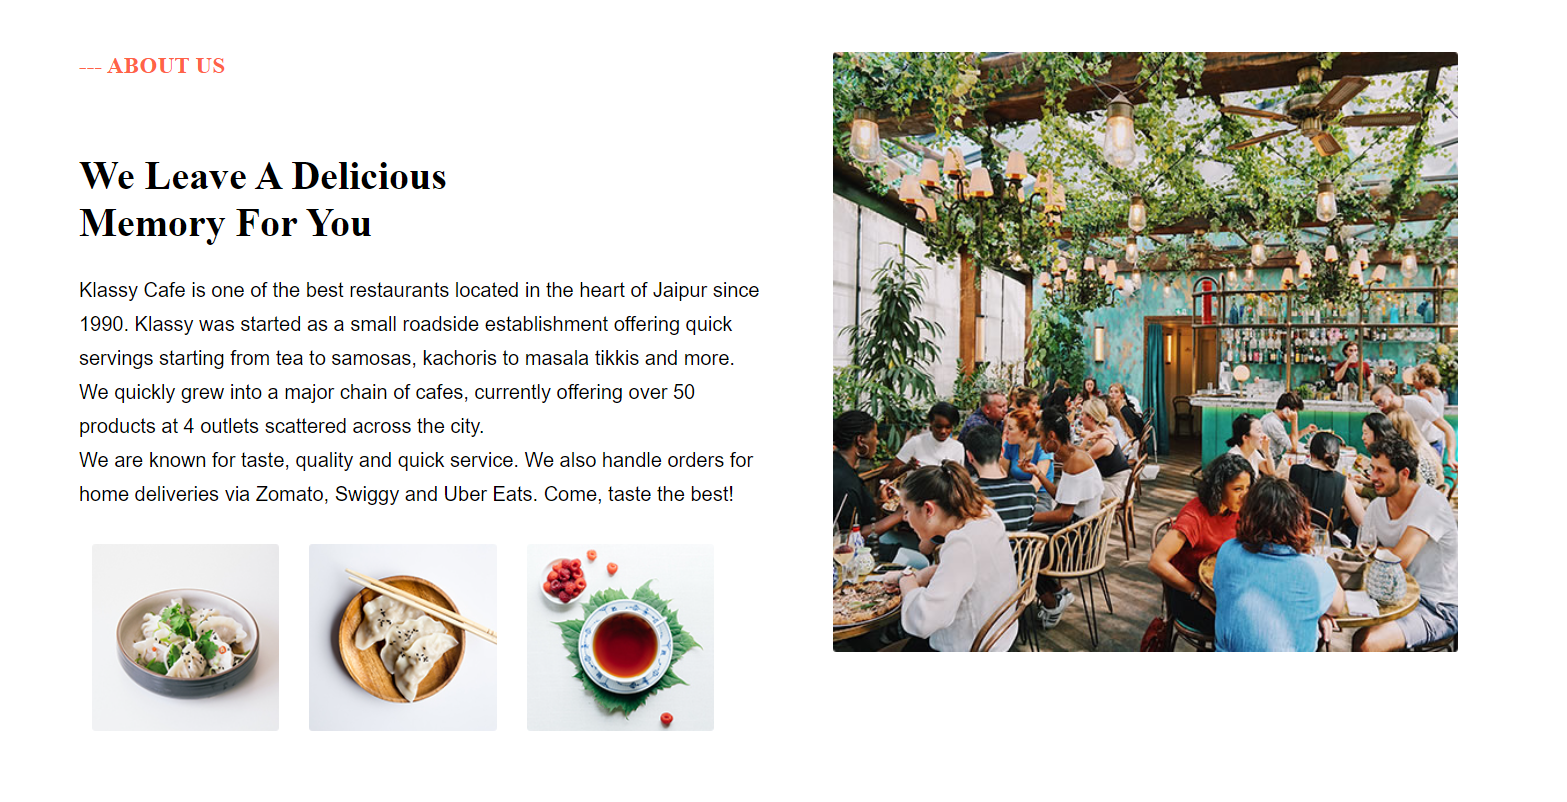 --- ABOUT US
We Leave A Delicious
Memory For You
Klassy Cafe is one of the best restaurants located in the heart of Jaipur since
1990. Klassy was started as a small roadside establishment offering quick
servings starting from tea to samosas, kachoris to masala tikkis and more.
We quickly grew into a major chain of cafes, currently offering over 50
products at 4 outlets scattered across the city.
We are known for taste, quality and quick service. We also handle orders for
home deliveries via Zomato, Swiggy and Uber Eats. Come, taste the best!